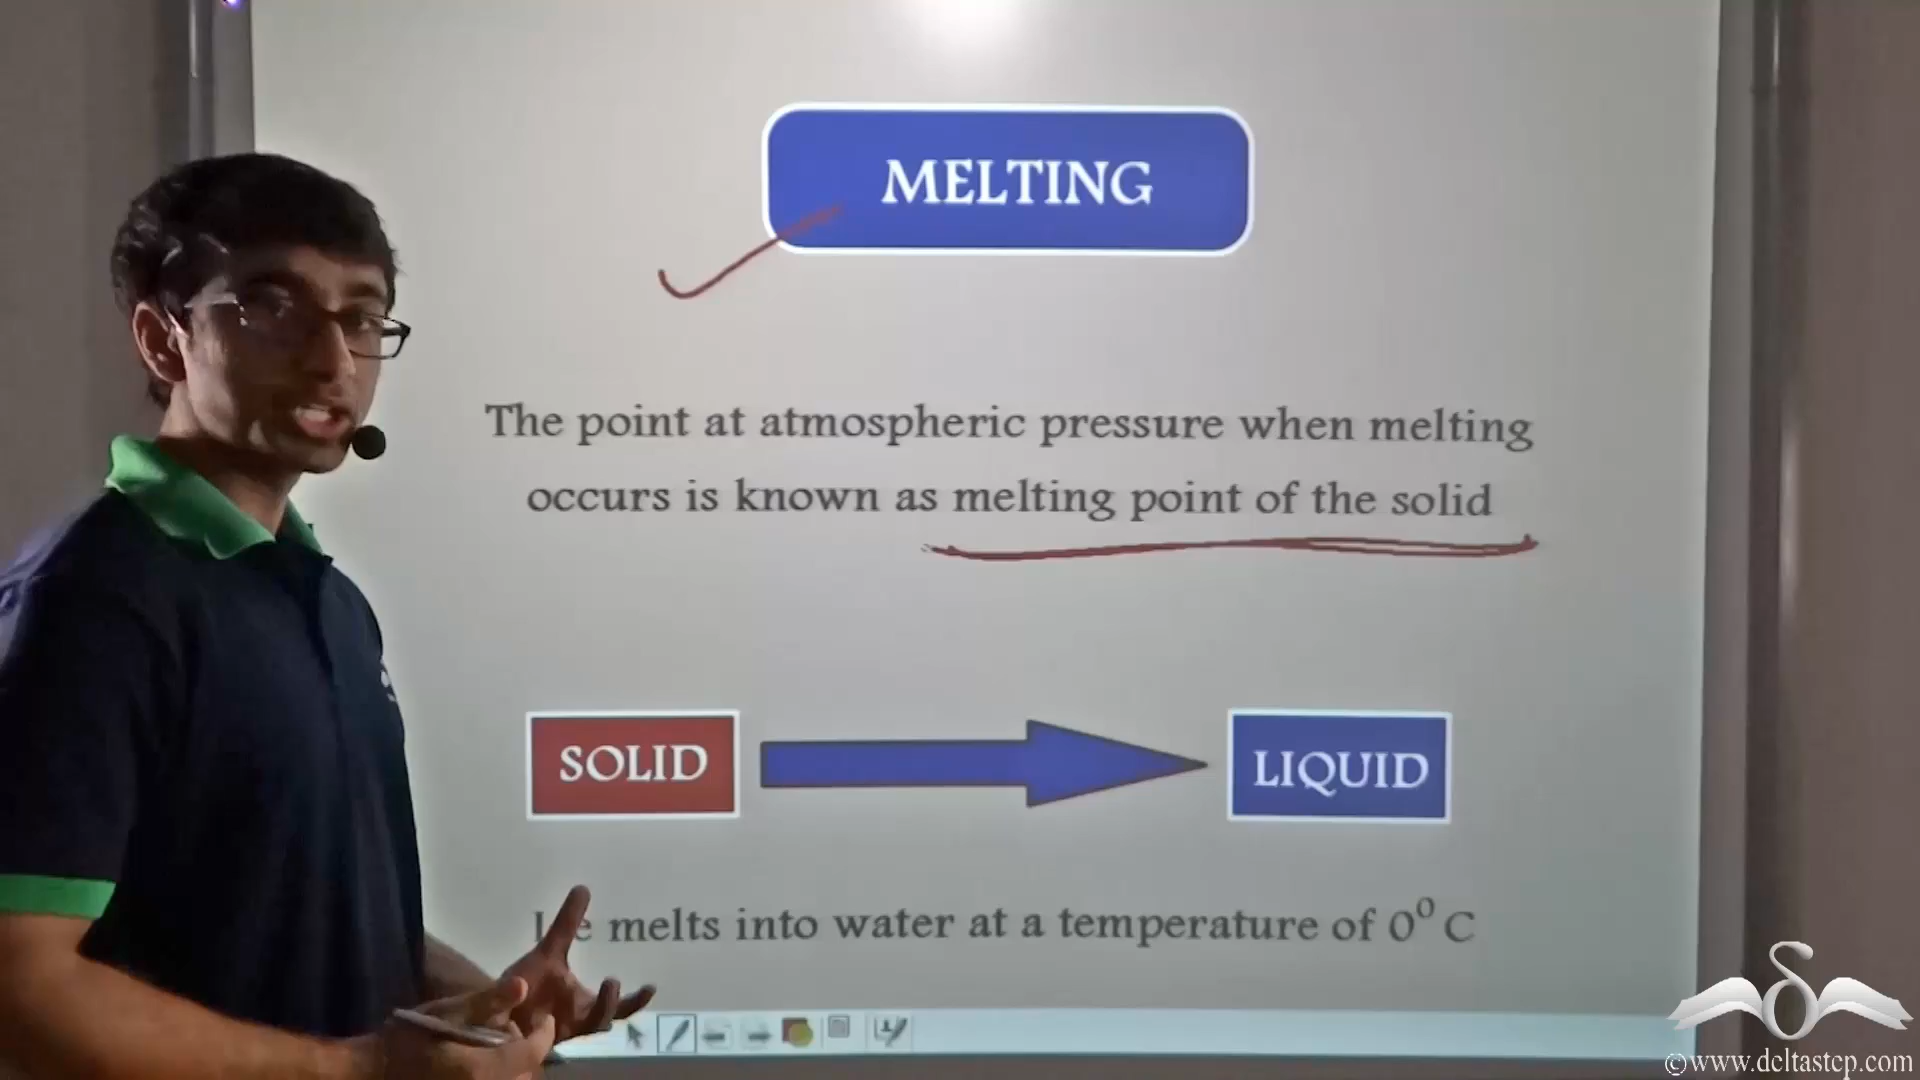 MELTING
The point at atmospheric pressure when melting
occurs is known as melting point of the solid
SOLID
LIQUID
melts into water at a temperature of 0⁰ C
©www.deltastep.com